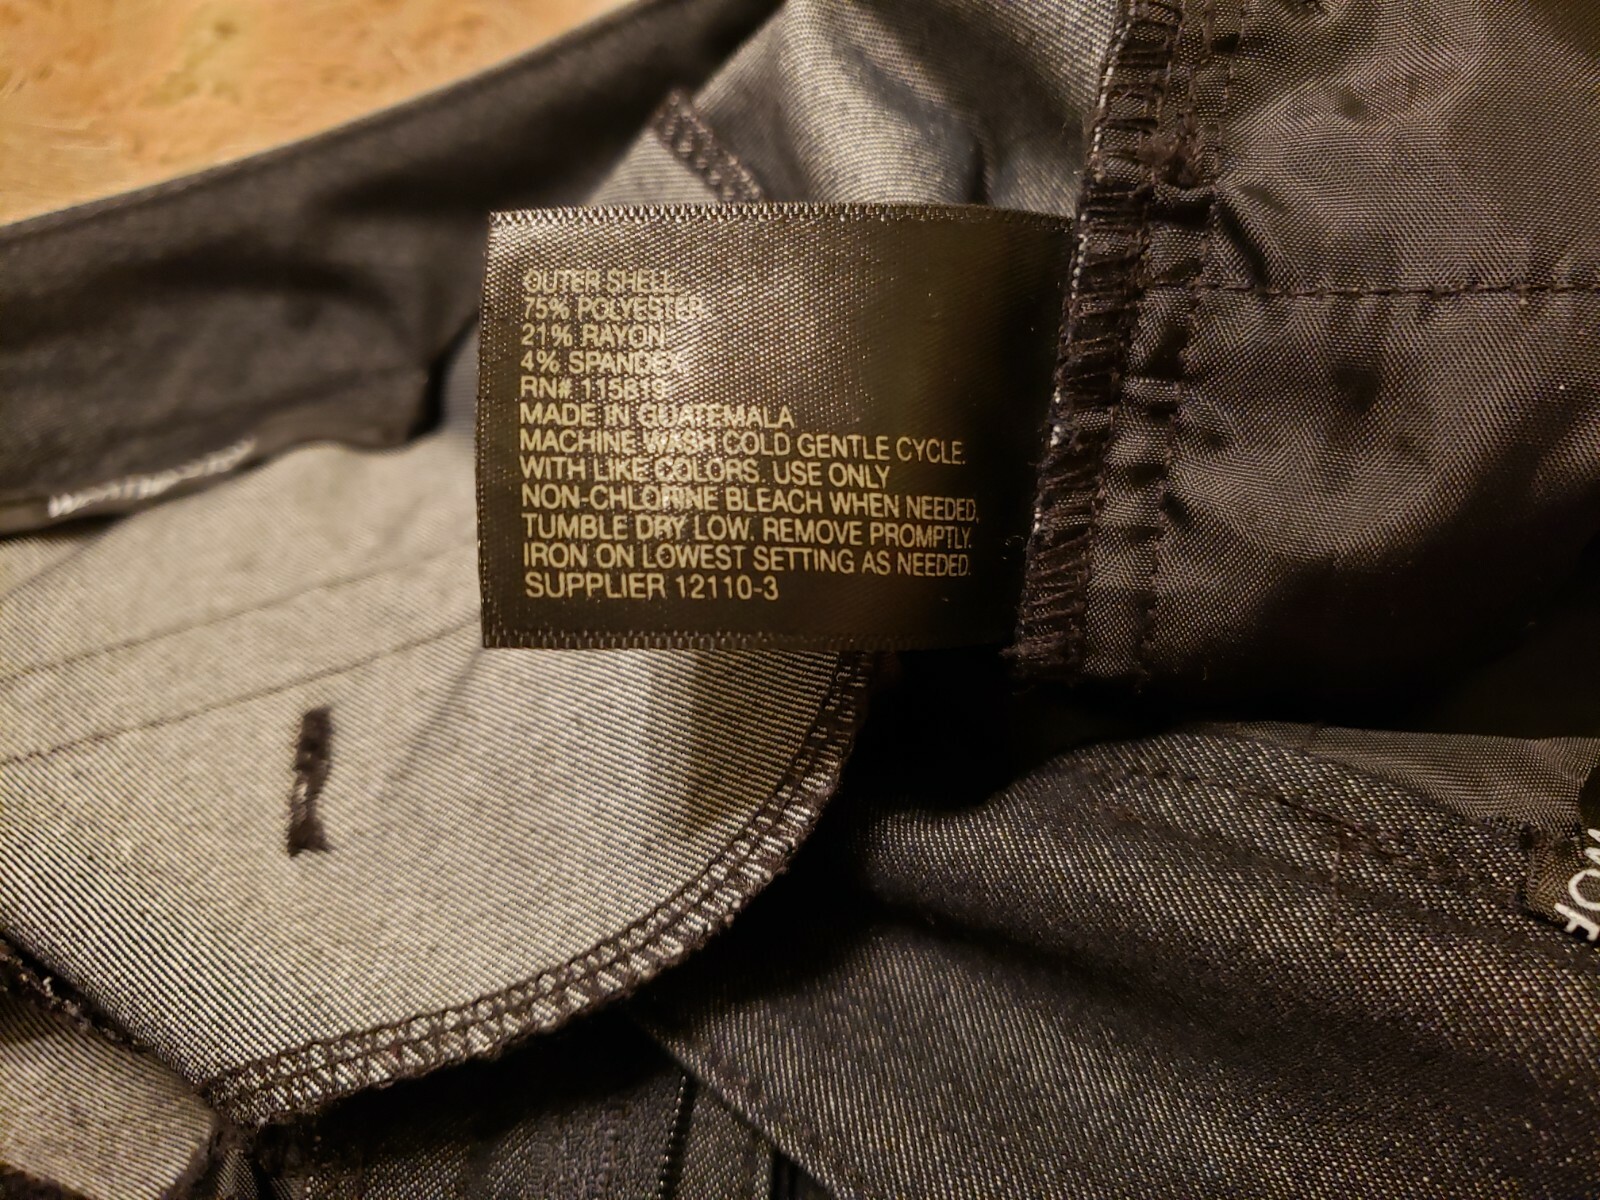 OUTER SHELL
75% POLYESTER
21% RAYON
4% SPANDEX
RN# 115819
MADE IN GUATEMALA
MACHINE WASH COLD GENTLE CYCLE.
WITH LIKE COLORS. USE ONLY
NON-CHLORINE BLEACH WHEN NEEDED,
TUMBLE DRY LOW. REMOVE PROMPTLY.
IRON ON LOWEST SETTING AS NEEDED.
SUPPLIER 12110-3